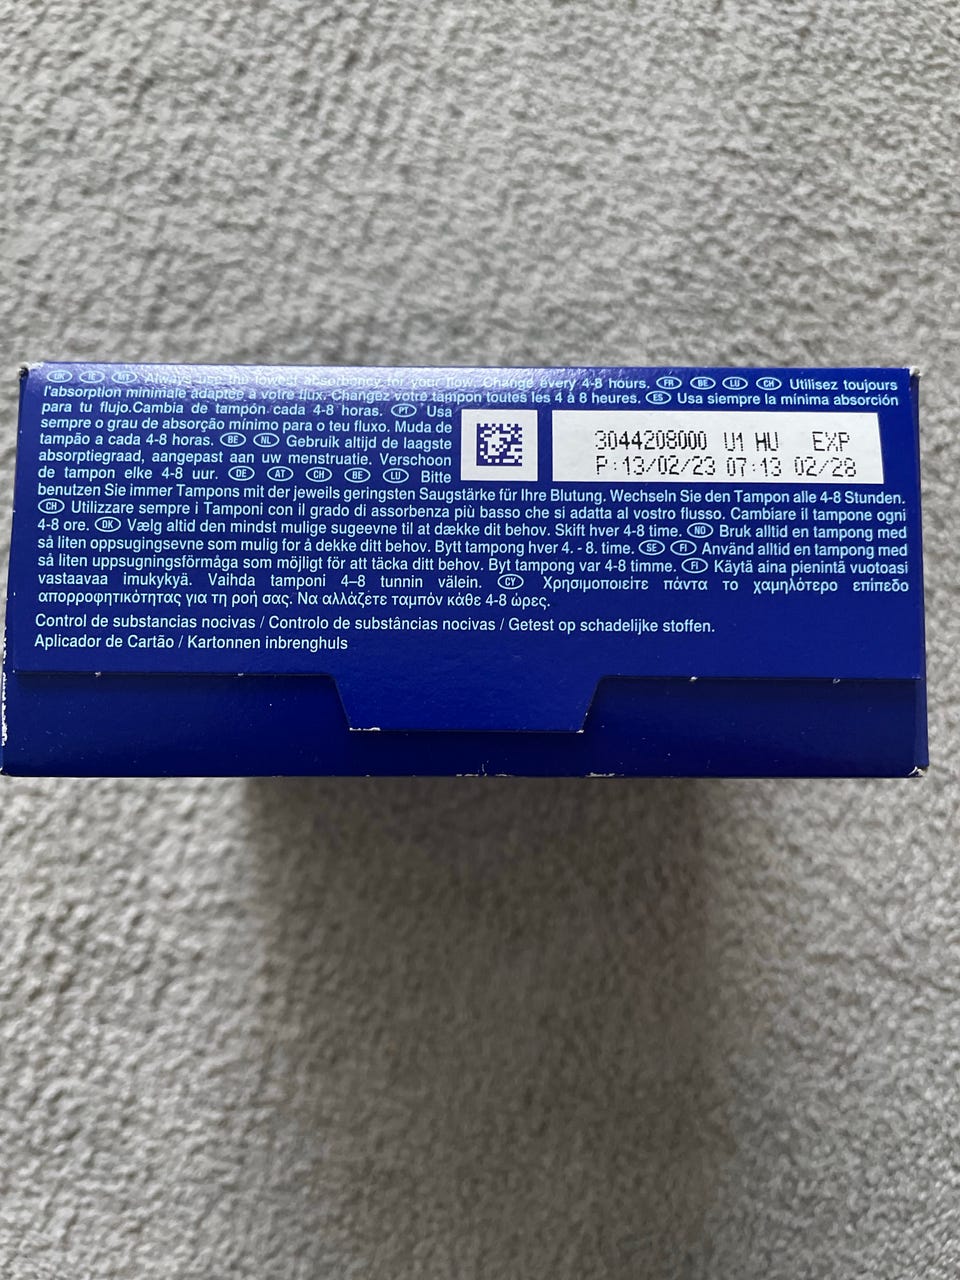 UK IE MT Always use the lowest absorbency for your flow. Change every 4-8 hours. FR BE LU CH Utilisez toujours
l'absorption minimale adaptée à votre flux. Changez votre tampon toutes les 4 à 8 heures. ES Usa siempre la mínima absorción
para tu flujo.Cambia de tampón cada 4-8 horas. PT Usa
sempre o grau de absorção mínimo para o teu fluxo. Muda de
tampão a cada 4-8 horas. BE NL Gebruik altijd de laagste
absorptiegraad, aangepast aan uw menstruatie. Verschoon
de tampon elke 4-8 uur. DE AT CH BE LU Bitte
3044208000 U1 HU EXP
P:13/02/23 07:13 02/28
benutzen Sie immer Tampons mit der jeweils geringsten Saugstärke für Ihre Blutung. Wechseln Sie den Tampon alle 4-8 Stunden.
CH Utilizzare sempre i Tamponi con il grado di assorbenza più basso che si adatta al vostro flusso. Cambiare il tampone ogni
4-8 ore. DK Vælg altid den mindst mulige sugeevne til at dække dit behov. Skift hver 4-8 time. NO Bruk alltid en tampong med
så liten oppsugingsevne som mulig for å dekke ditt behov. Bytt tampong hver 4. - 8. time. SE FI Använd alltid en tampong med
så liten uppsugningsförmåga som möjligt för att täcka ditt behov. Byt tampong var 4-8 timme. FI Käytä aina pienintä vuotoasi
vastaavaa imukykyä. Vaihda tamponi 4–8 tunnin välein. CY Χρησιμοποιείτε πάντα το χαμηλότερο επίπεδο
απορροφητικότητας για τη ροή σας. Να αλλάζετε ταμπόν κάθε 4-8 ώρες.
Control de substancias nocivas / Controlo de substâncias nocivas / Getest op schadelijke stoffen.
Aplicador de Cartão / Kartonnen inbrenghuls